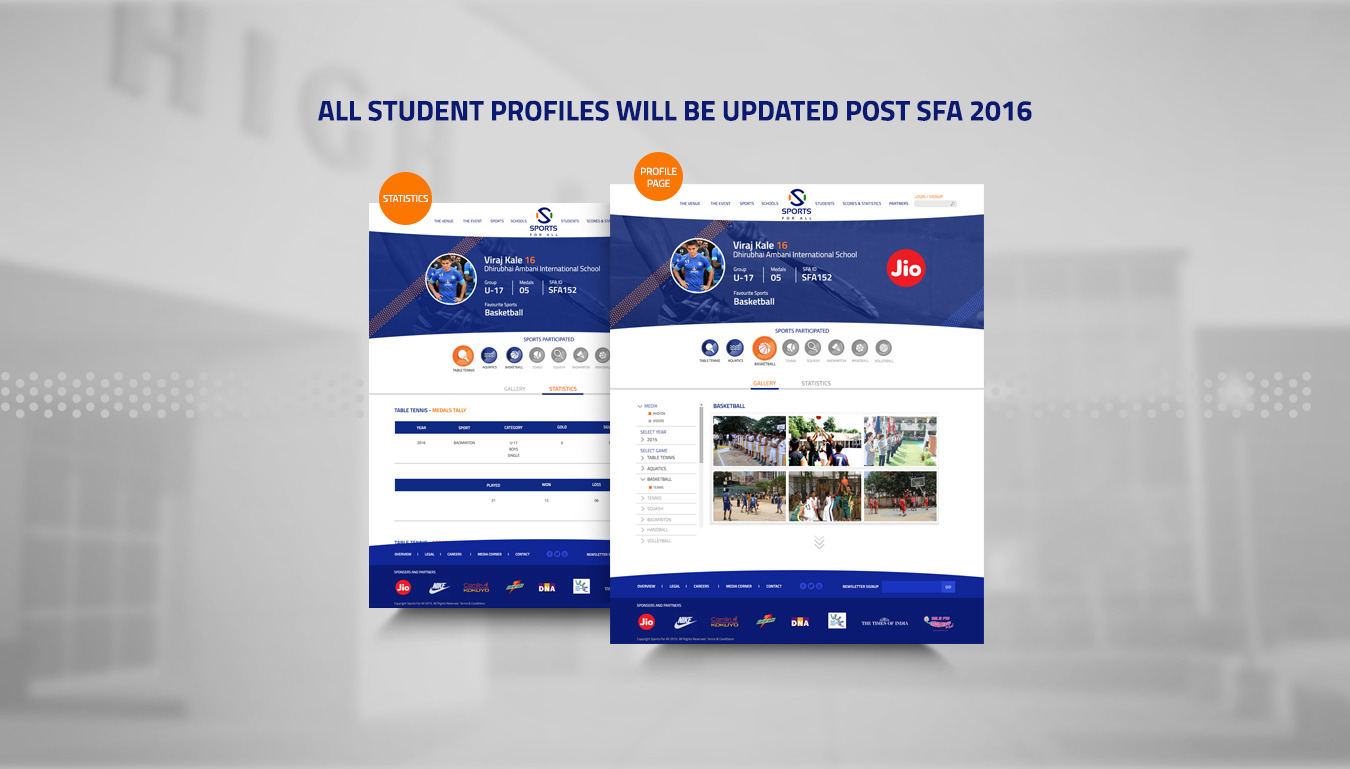 HIGH
ALL STUDENT PROFILES WILL BE UPDATED POST SFA 2016
STATISTICS
THE VENUE THE EVENT SPORTS SCHOOLS
SPORTS
FOR ALL
STUDENTS
Viraj Kale 16
Dhirubhai Ambani International School
Group Medals SFA ID
U-17 05 SFA152
Favourite Sports
Basketball
SPORTS PARTICIPATED
TABLE TENNIS AQUATICS BASKETBALL TENNIS SQUASH BADMINTON
GALLERY STATISTICS
TABLE TENNIS - MEDALS TALLY
YEAR SPORT CATEGORY GOLD
2016 BADMINTON U-17 0
BOYS
SINGLE
PLAYED WON LOSS
21 15 06
OVERVIEW | LEGAL | CAREERS | MEDIA CORNER | CONTACT
NEWSLETTER
SPONSERS AND PARTNERS
Jio NIKE Camlin KOKUYO DNA
Copyright Sports For All 2015. All Rights Reserved. Terms & Conditions
PROFILE
PAGE
LOGIN / SIGNUP
THE VENUE THE EVENT SPORTS SCHOOLS
SPORTS
FOR ALL
STUDENTS SCORES & STATISTICS PARTNERS
Viraj Kale 16
Dhirubhai Ambani International School
Group Medals SFA ID
U-17 05 SFA152
Favourite Sports
Basketball
Jio
SPORTS PARTICIPATED
TABLE TENNIS AQUATICS BASKETBALL TENNIS SQUASH BADMINTON HANDBALL VOLLEYBALL
GALLERY STATISTICS
MEDIA
PHOTOS
VIDEOS
SELECT YEAR
2016
SELECT GAME
TABLE TENNIS
AQUATICS
BASKETBALL
TENNIS
TENNIS
SQUASH
BADMINTON
HANDBALL
VOLLEYBALL
BASKETBALL
OVERVIEW | LEGAL | CAREERS | MEDIA CORNER | CONTACT
NEWSLETTER SIGNUP GO!
SPONSERS AND PARTNERS
Jio NIKE Camlin KOKUYO DNA THE TIMES OF INDIA
Copyright Sports For All 2015. All Rights Reserved. Terms & Conditions